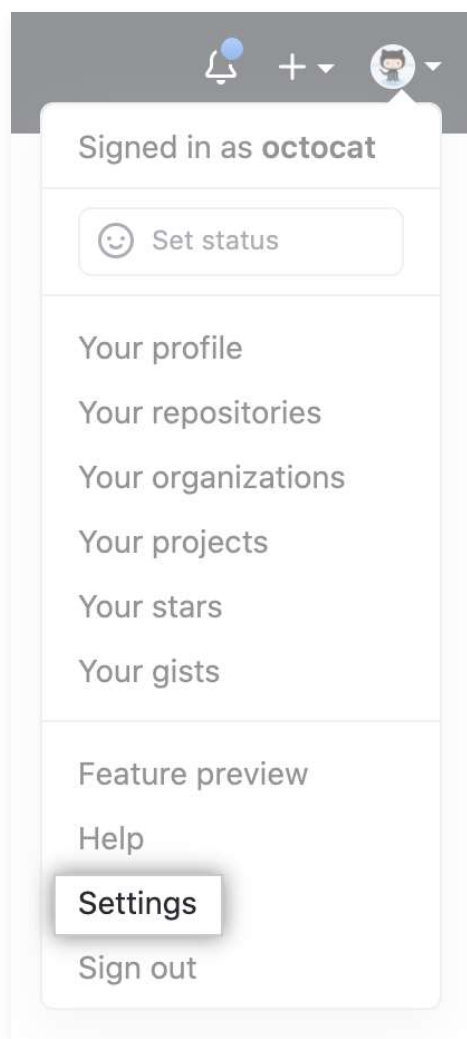 Signed in as octocat
Set status
Your profile
Your repositories
Your organizations
Your projects
Your stars
Your gists
Feature preview
Help
Settings
Sign out